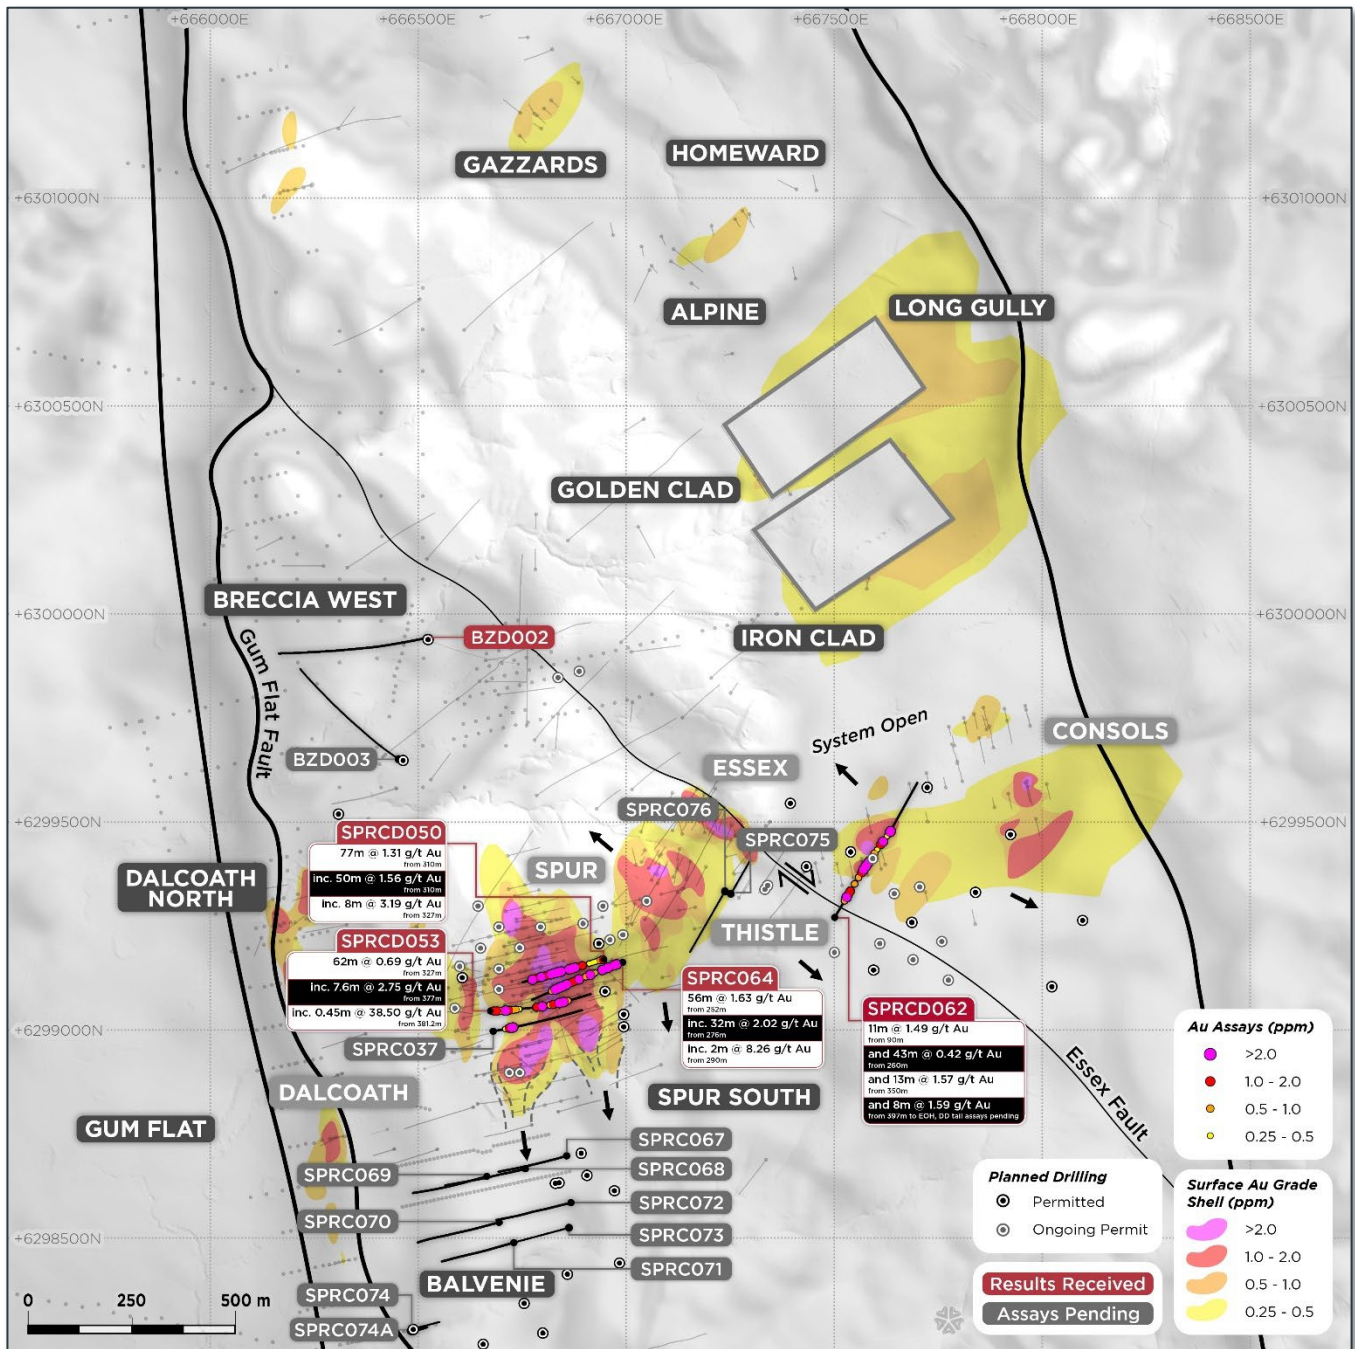 +6660000E
+6665000E
+667000E
+667500E
+668000E
+668500E
HOMEWARD
GAZZARDS
+6301000N
+6301000N
ALPINE
LONG GULLY
+6300500N
+6300500N
GOLDEN CLAD
BRECCIA WEST
+6300000N
+6300000N
BZD002
IRON CLAD
Gum Flat Fault
System Open
CONSOLS
BZD003
ESSEX
SPRC076
+6299500N
+6299500N
SPRC075
SPRCD050
77m @ 1.31 g/t Au
from 310m
inc. 50m @ 1.56 g/t Au
from 310m
inc. 8m @ 3.19 g/t Au
from 327m
SPUR
DALCOATH
NORTH
THISTLE
SPRCD053
62m @ 0.69 g/t Au
from 327m
inc. 7.6m @ 2.75 g/t Au
from 377m
inc. 0.45m @ 38.50 g/t Au
from 381.2m
SPRC064
56m @ 1.63 g/t Au
from 252m
inc. 32m @ 2.02 g/t Au
from 276m
inc. 2m @ 8.26 g/t Au
from 290m
SPRCD062
11m @ 1.49 g/t Au
from 90m
and 43m @ 0.42 g/t Au
from 260m
and 13m @ 1.57 g/t Au
from 350m
and 8m @ 1.59 g/t Au
from 397m to EOH, DD tail assays pending
+6299000N
+6299000N
SPRC037
DALCOATH
SPUR SOUTH
GUM FLAT
Essex Fault
SPRC067
SPRC069
SPRC068
SPRC072
SPRC070
SPRC073
+6298500N
SPRC071
BALVENIE
SPRC074
SPRC074A
0
250
500 m
Au Assays (ppm)
>2.0
1.0 - 2.0
0.5 - 1.0
0.25 - 0.5
Planned Drilling
Permitted
Ongoing Permit
Results Received
Assays Pending
Surface Au Grade
Shell (ppm)
>2.0
1.0 - 2.0
0.5 - 1.0
0.25 - 0.5